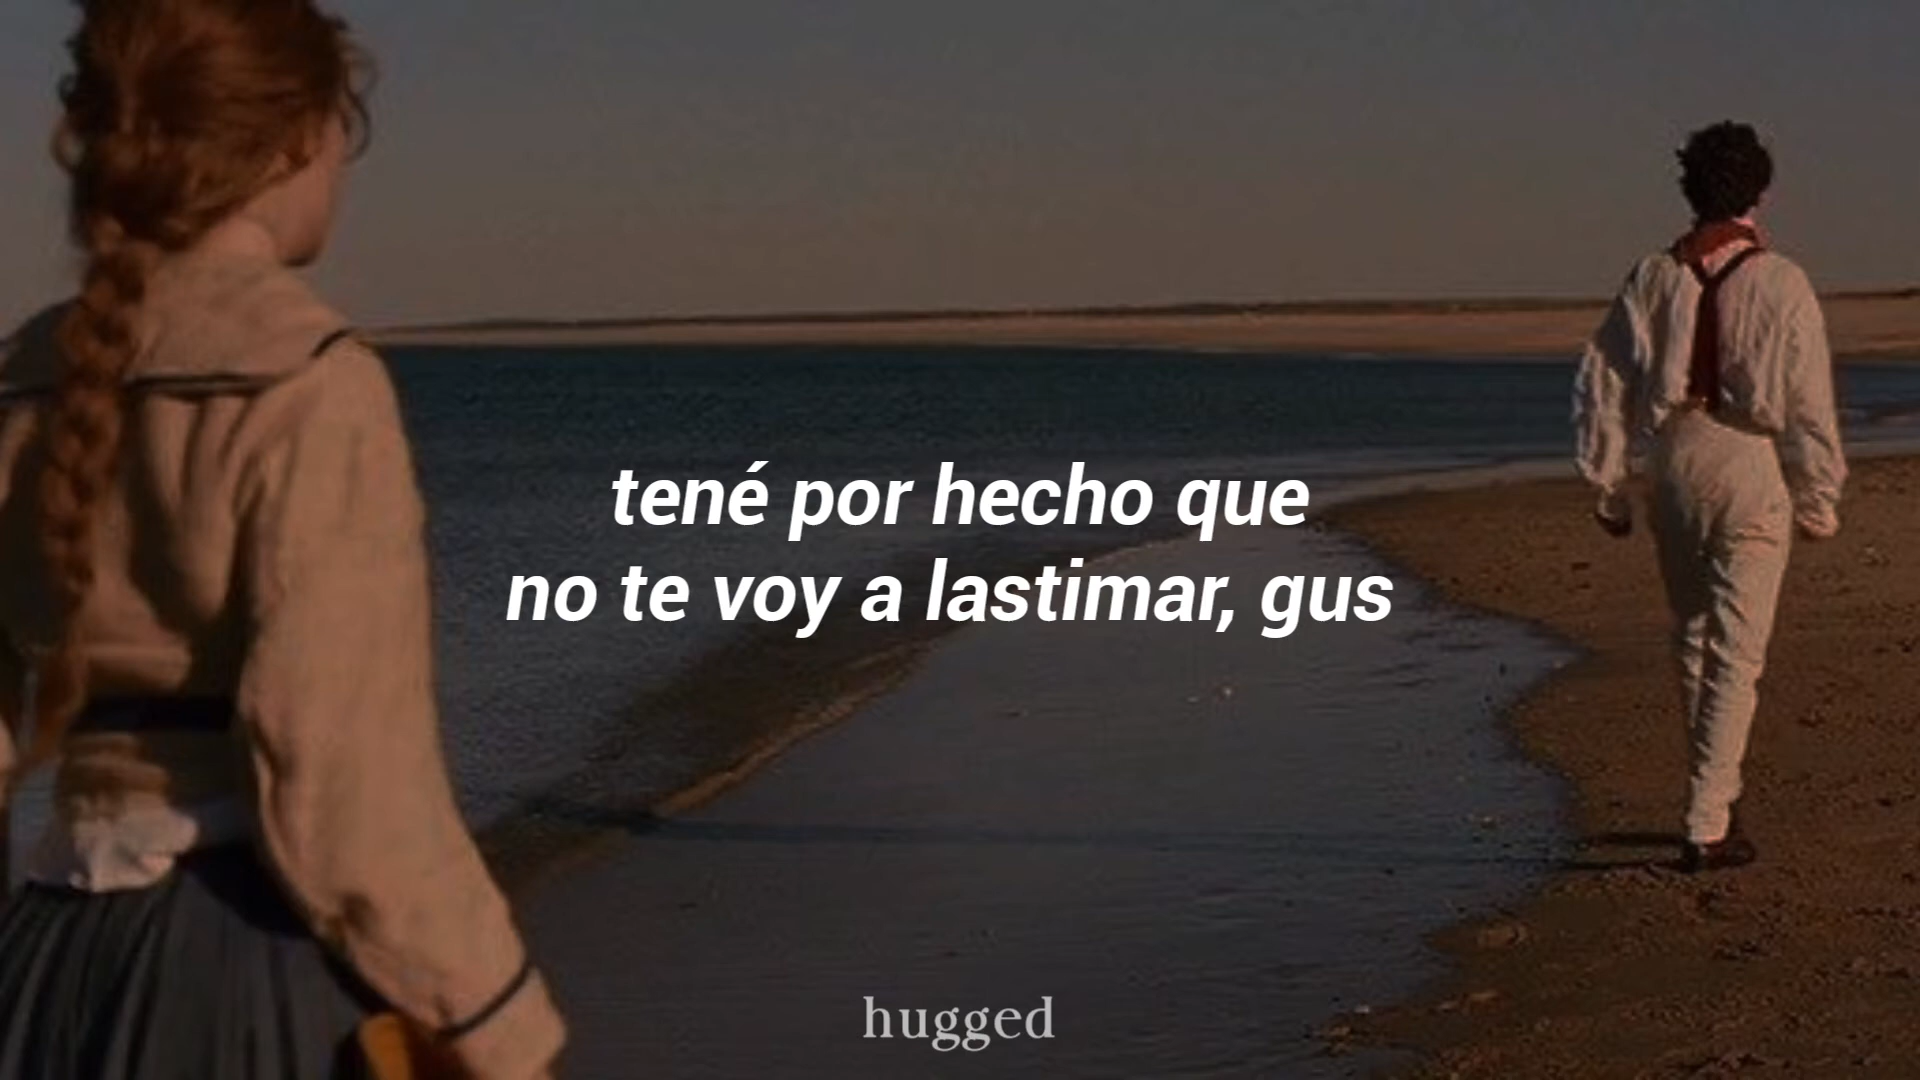 tené por hecho que
no te voy a lastimar, gus
hugged